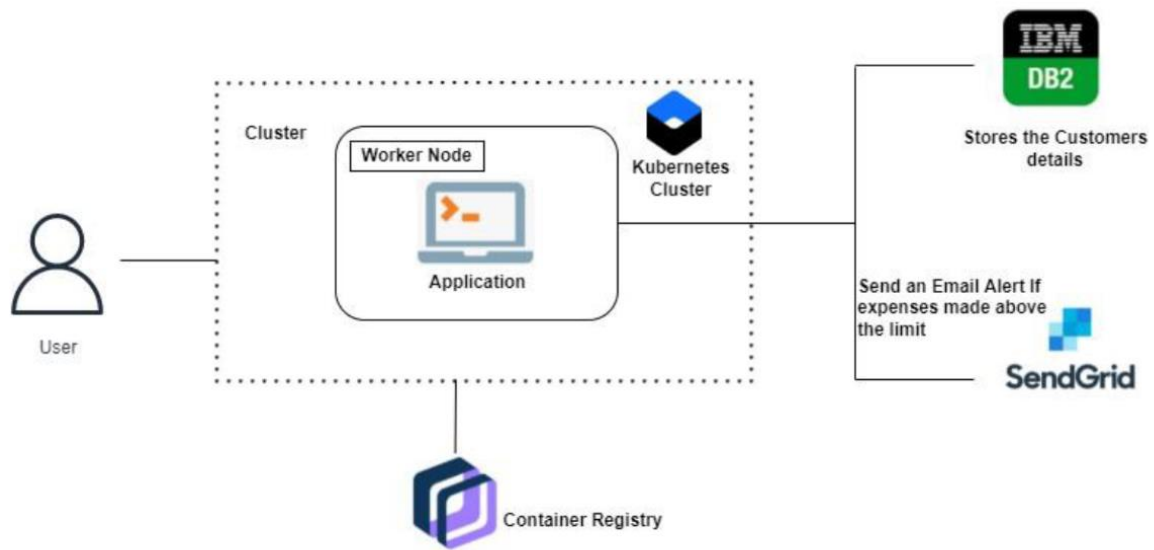 IBM
DB2
Stores the Customers
details
Cluster
Worker Node
Kubernetes
Cluster
Application
User
Send an Email Alert If
expenses made above
the limit
SendGrid
Container Registry